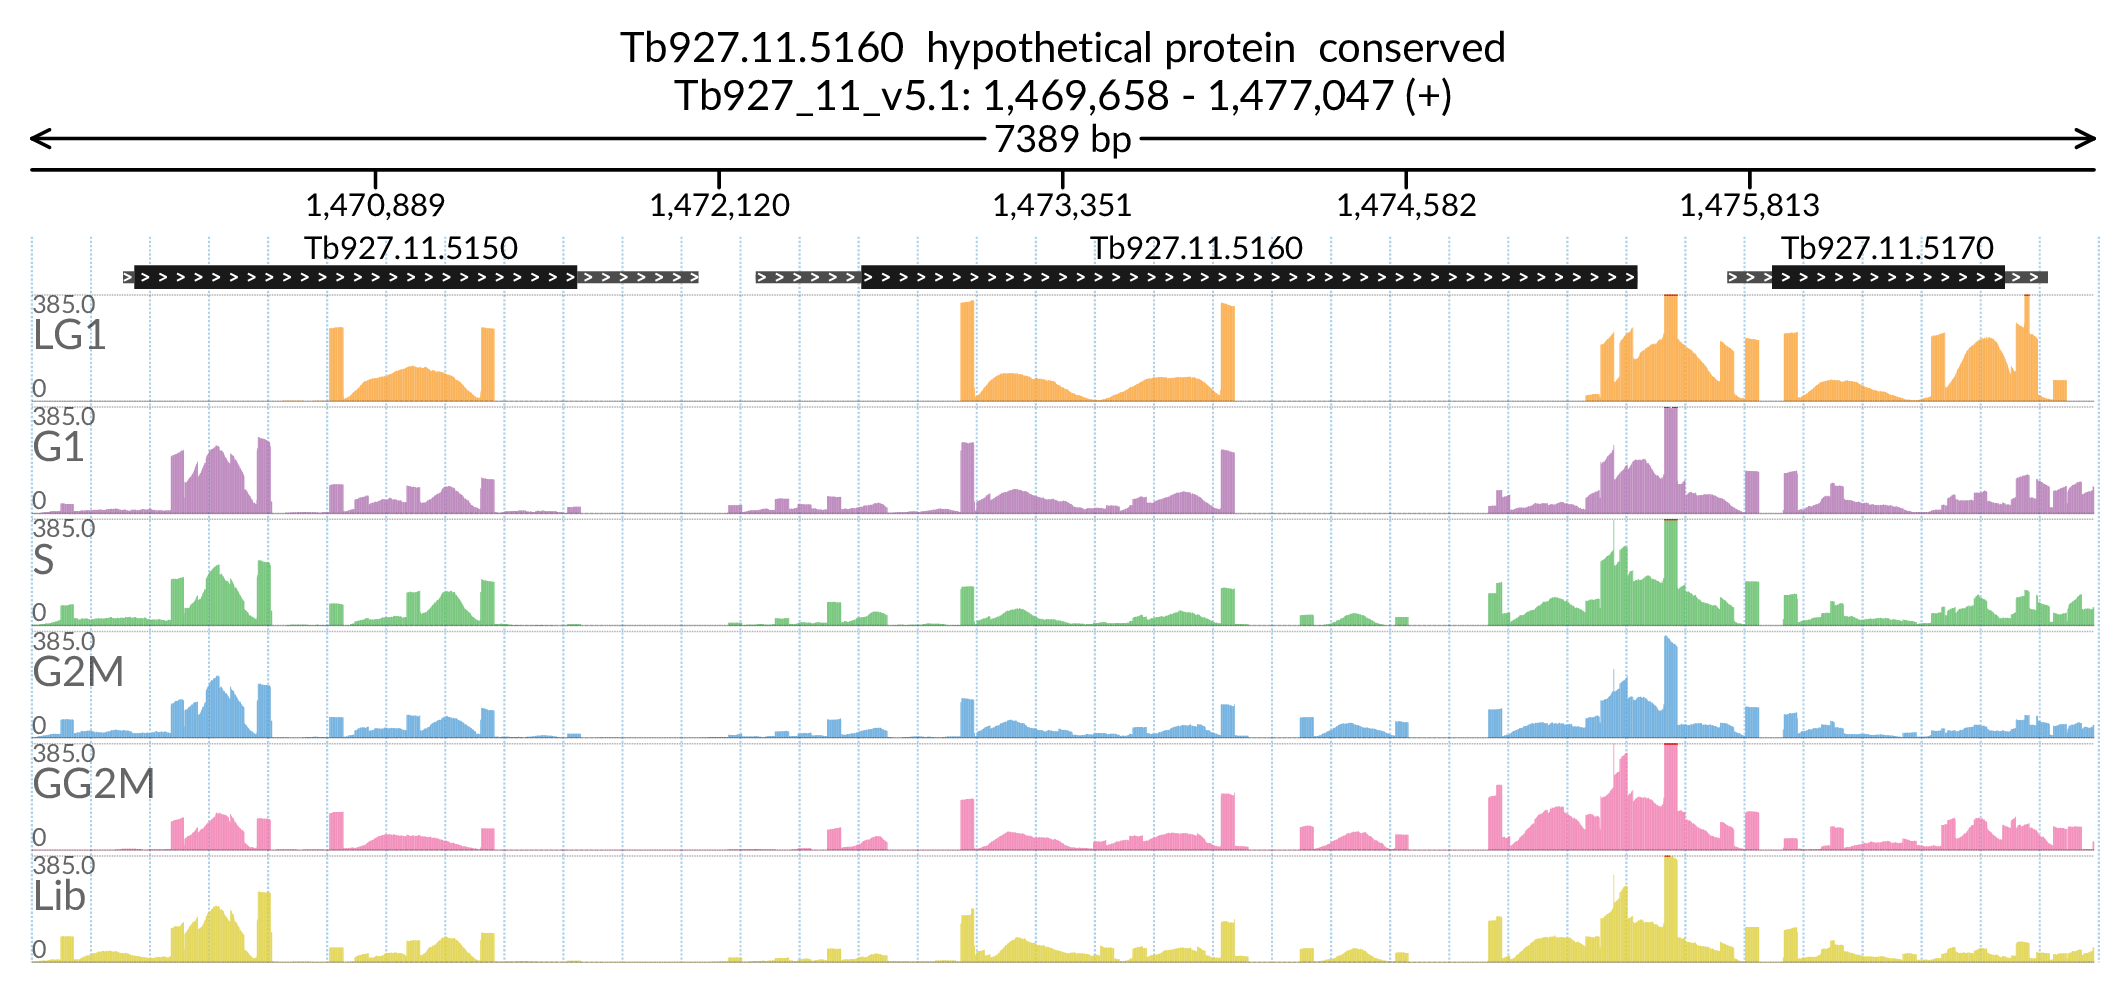 Tb927.11.5160  hypothetical protein  conserved
Tb927_11_v5.1: 1,469,658 - 1,477,047 (+)
7389 bp
1,470,889 1,472,120 1,473,351 1,474,582 1,475,813
Tb927.11.5150 Tb927.11.5160 Tb927.11.5170
385.0
LG1
0
385.0
G1
0
385.0
S
0
385.0
G2M
0
385.0
GG2M
0
385.0
Lib
0